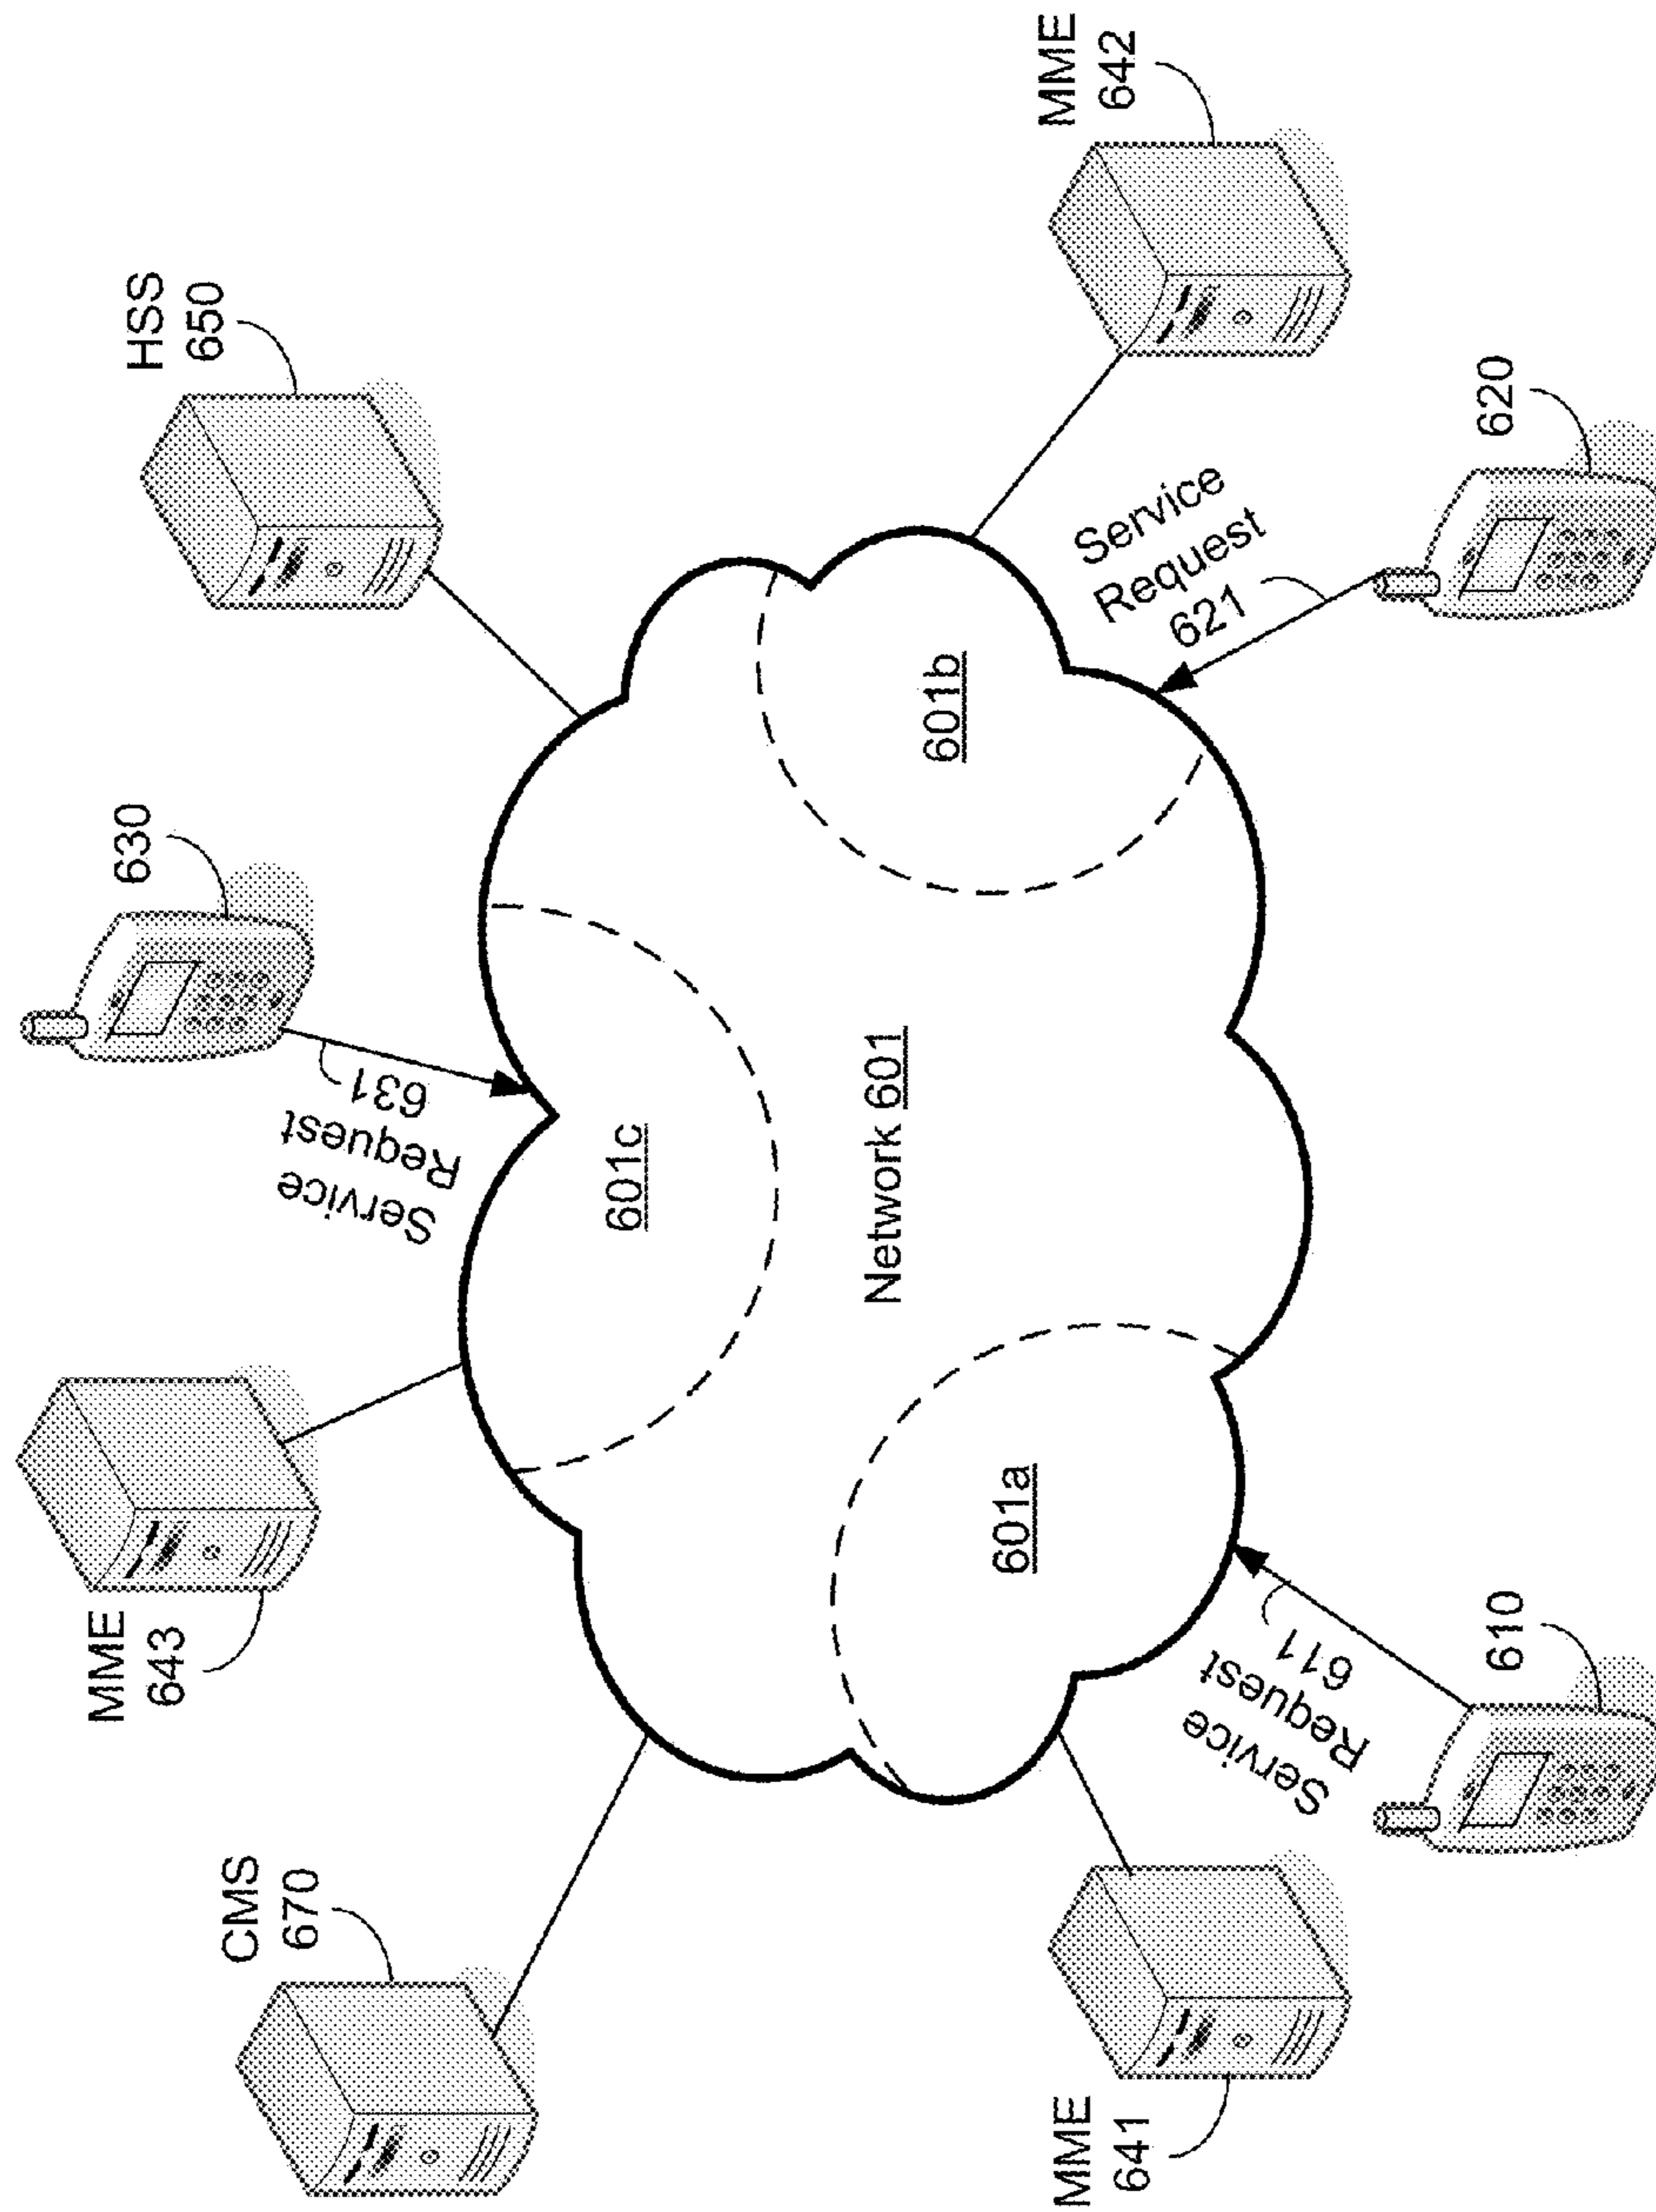 CMS
670
MME
643
630
HSS
650
Service
Request
631
601c
Network 601
601a
601b
MME
641
Service
Request
611
610
Service
Request
621
620
MME
642